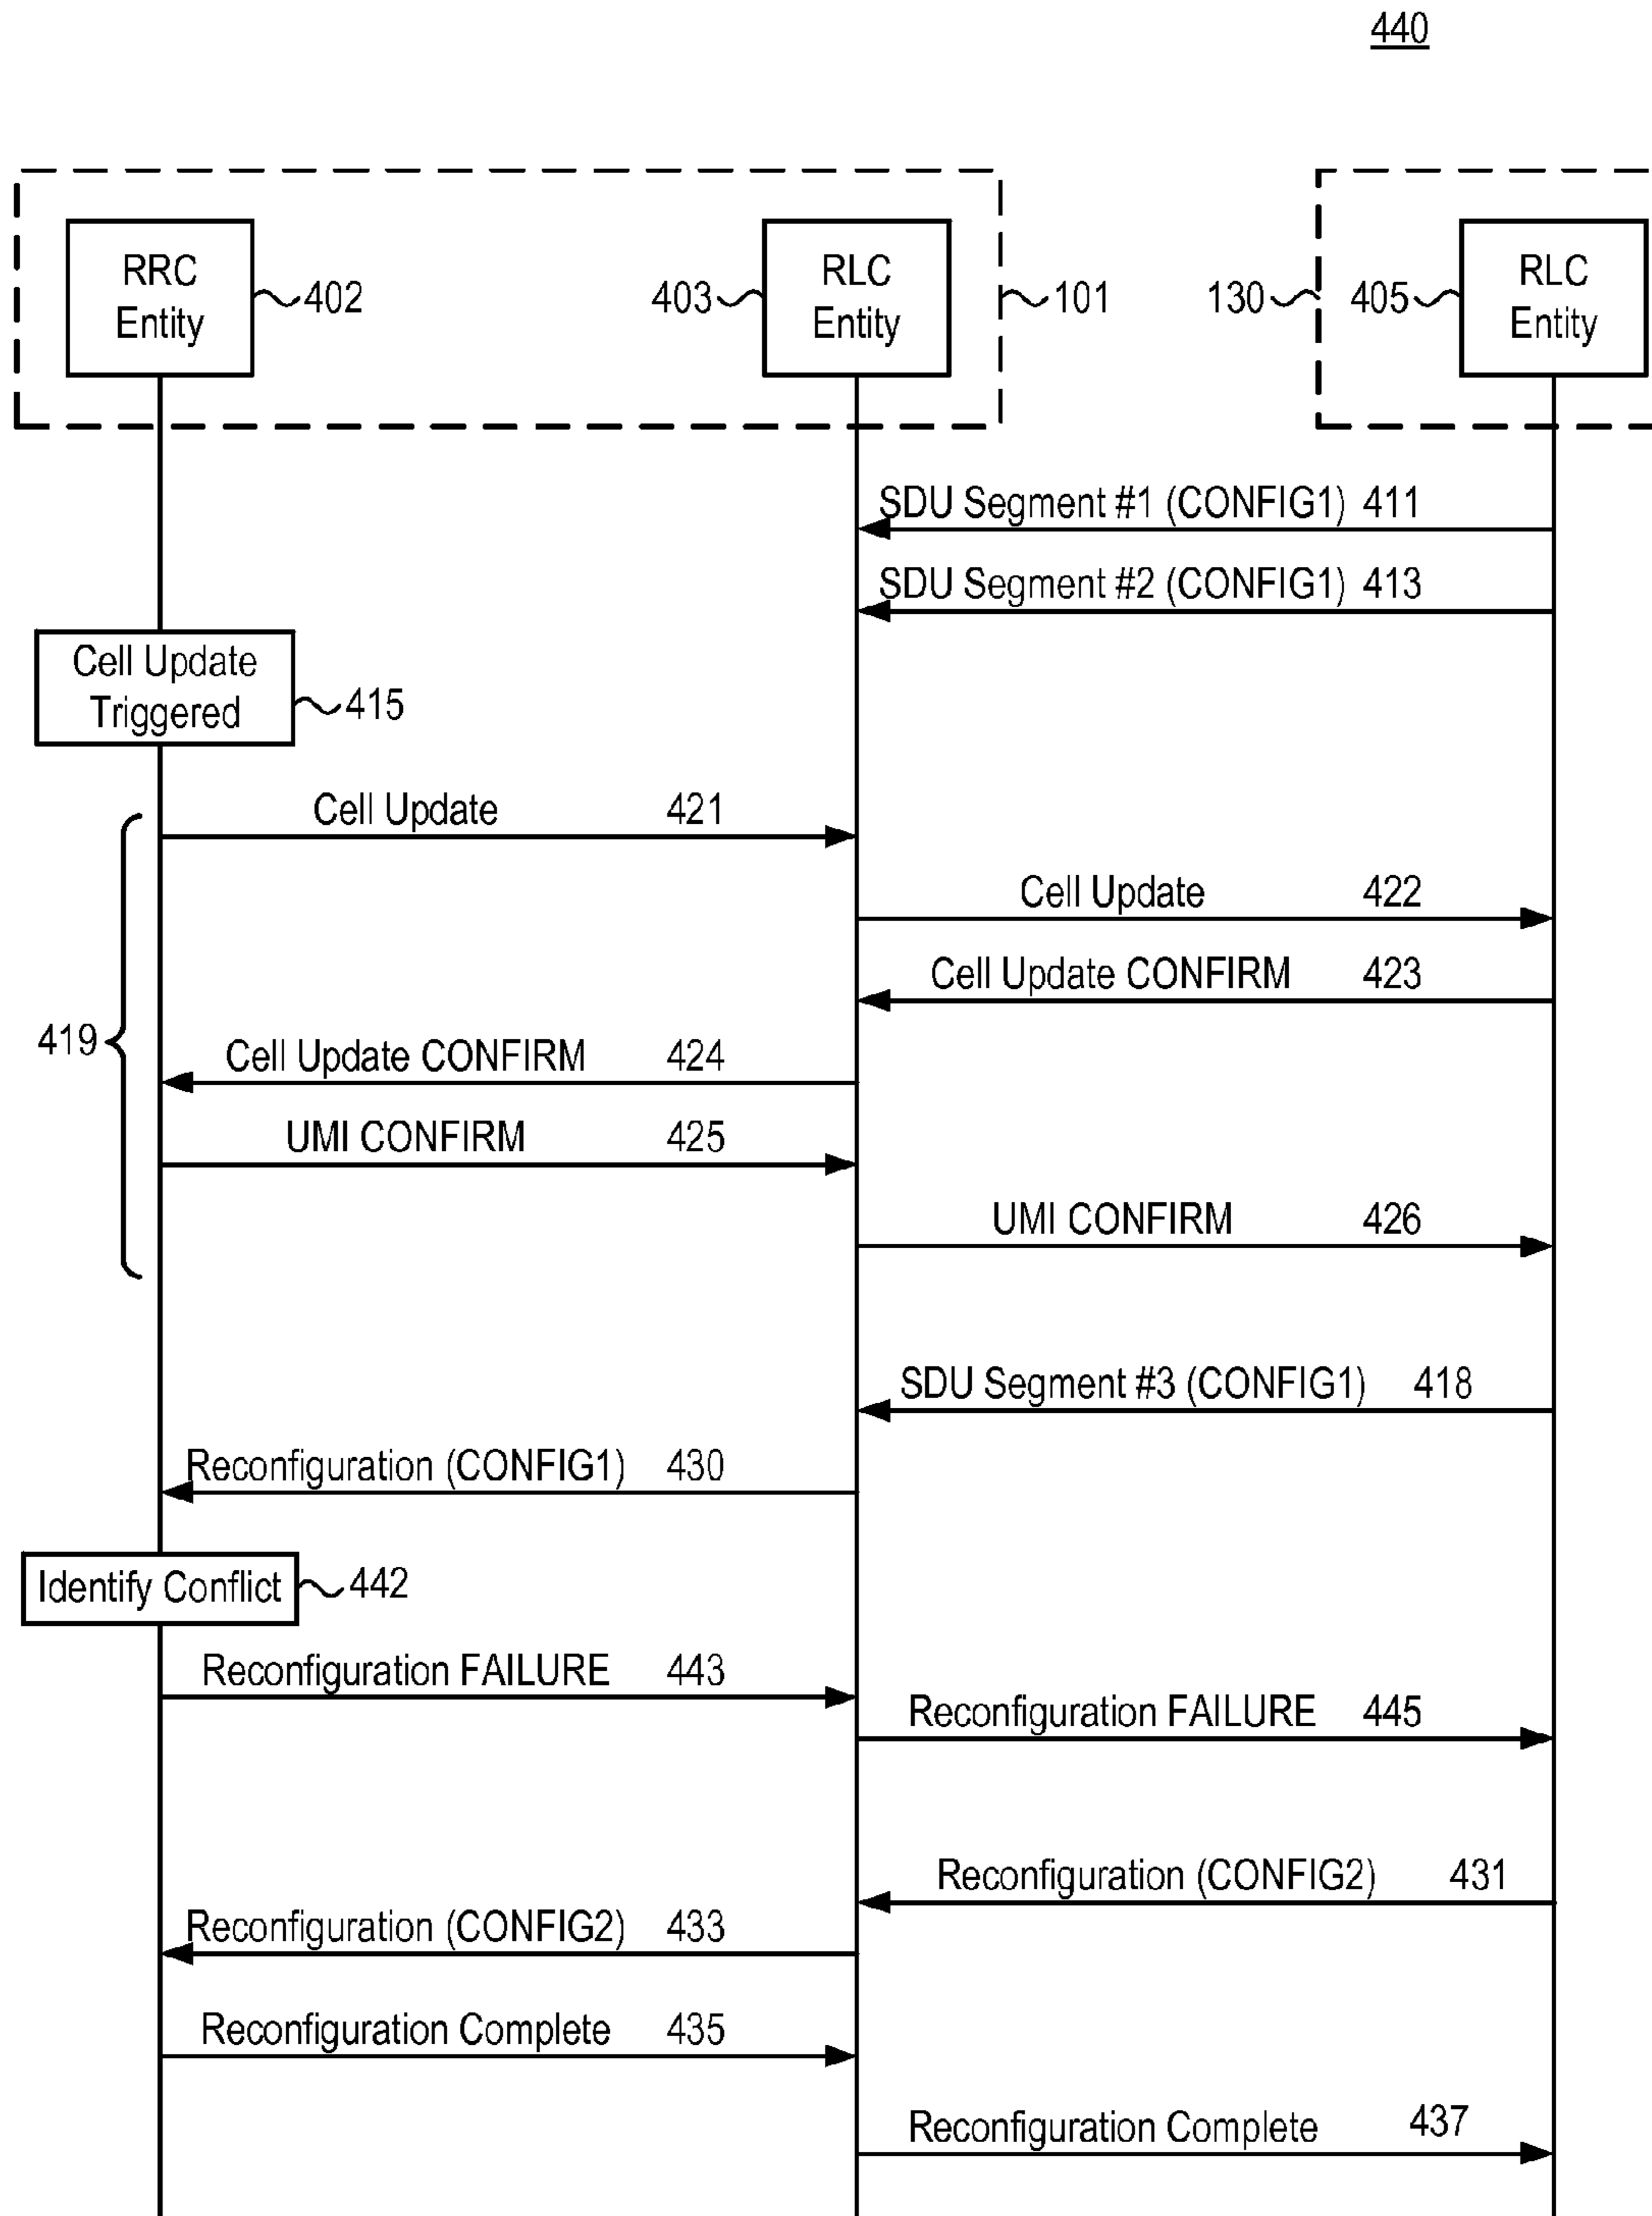 440
RRC
Entity
402
403
RLC
Entity
101
130
405
RLC
Entity
SDU Segment #1 (CONFIG1) 411
SDU Segment #2 (CONFIG1) 413
Cell Update
Triggered
415
Cell Update 421
Cell Update 422
Cell Update CONFIRM 423
419
Cell Update CONFIRM 424
UMI CONFIRM 425
UMI CONFIRM 426
SDU Segment #3 (CONFIG1) 418
Reconfiguration (CONFIG1) 430
Identify Conflict
442
Reconfiguration FAILURE 443
Reconfiguration FAILURE 445
Reconfiguration (CONFIG2) 431
Reconfiguration (CONFIG2) 433
Reconfiguration Complete 435
Reconfiguration Complete 437